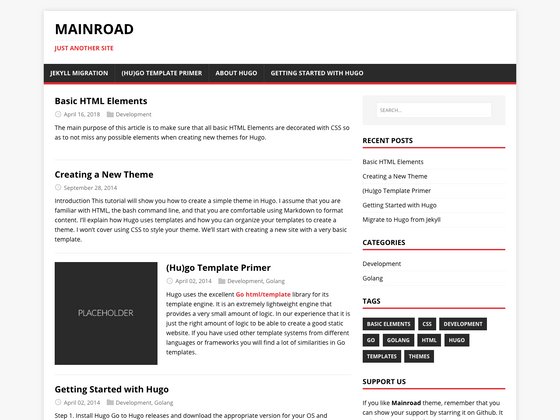 MAINROAD
JUST ANOTHER SITE
JEKYLL MIGRATION (HU)GO TEMPLATE PRIMER ABOUT HUGO GETTING STARTED WITH HUGO
Basic HTML Elements
April 16, 2018 Development
The main purpose of this article is to make sure that all basic HTML Elements are decorated with CSS so
as to not miss any possible elements when creating new themes for Hugo.
Creating a New Theme
September 28, 2014
Introduction This tutorial will show you how to create a simple theme in Hugo. I assume that you are
familiar with HTML, the bash command line, and that you are comfortable using Markdown to format
content. I'll explain how Hugo uses templates and how you can organize your templates to create a
theme. I won't cover using CSS to style your theme. We'll start with creating a new site with a very basic
template.
PLACEHOLDER
(Hu)go Template Primer
April 02, 2014 Development, Golang
Hugo uses the excellent Go html/template library for its
template engine. It is an extremely lightweight engine that
provides a very small amount of logic. In our experience that it is
just the right amount of logic to be able to create a good static
website. If you have used other template systems from different
languages or frameworks you will find a lot of similarities in Go
templates.
Getting Started with Hugo
April 02, 2014 Development, Golang
Step 1. Install Hugo Go to Hugo releases and download the appropriate version for your OS and
SEARCH...
RECENT POSTS
Basic HTML Elements
Creating a New Theme
(Hu)go Template Primer
Getting Started with Hugo
Migrate to Hugo from Jekyll
CATEGORIES
Development
Golang
TAGS
BASIC ELEMENTS CSS DEVELOPMENT
GO GOLANG HTML HUGO
TEMPLATES THEMES
SUPPORT US
If you like Mainroad theme, remember that you
can show your support by starring it on Github. It